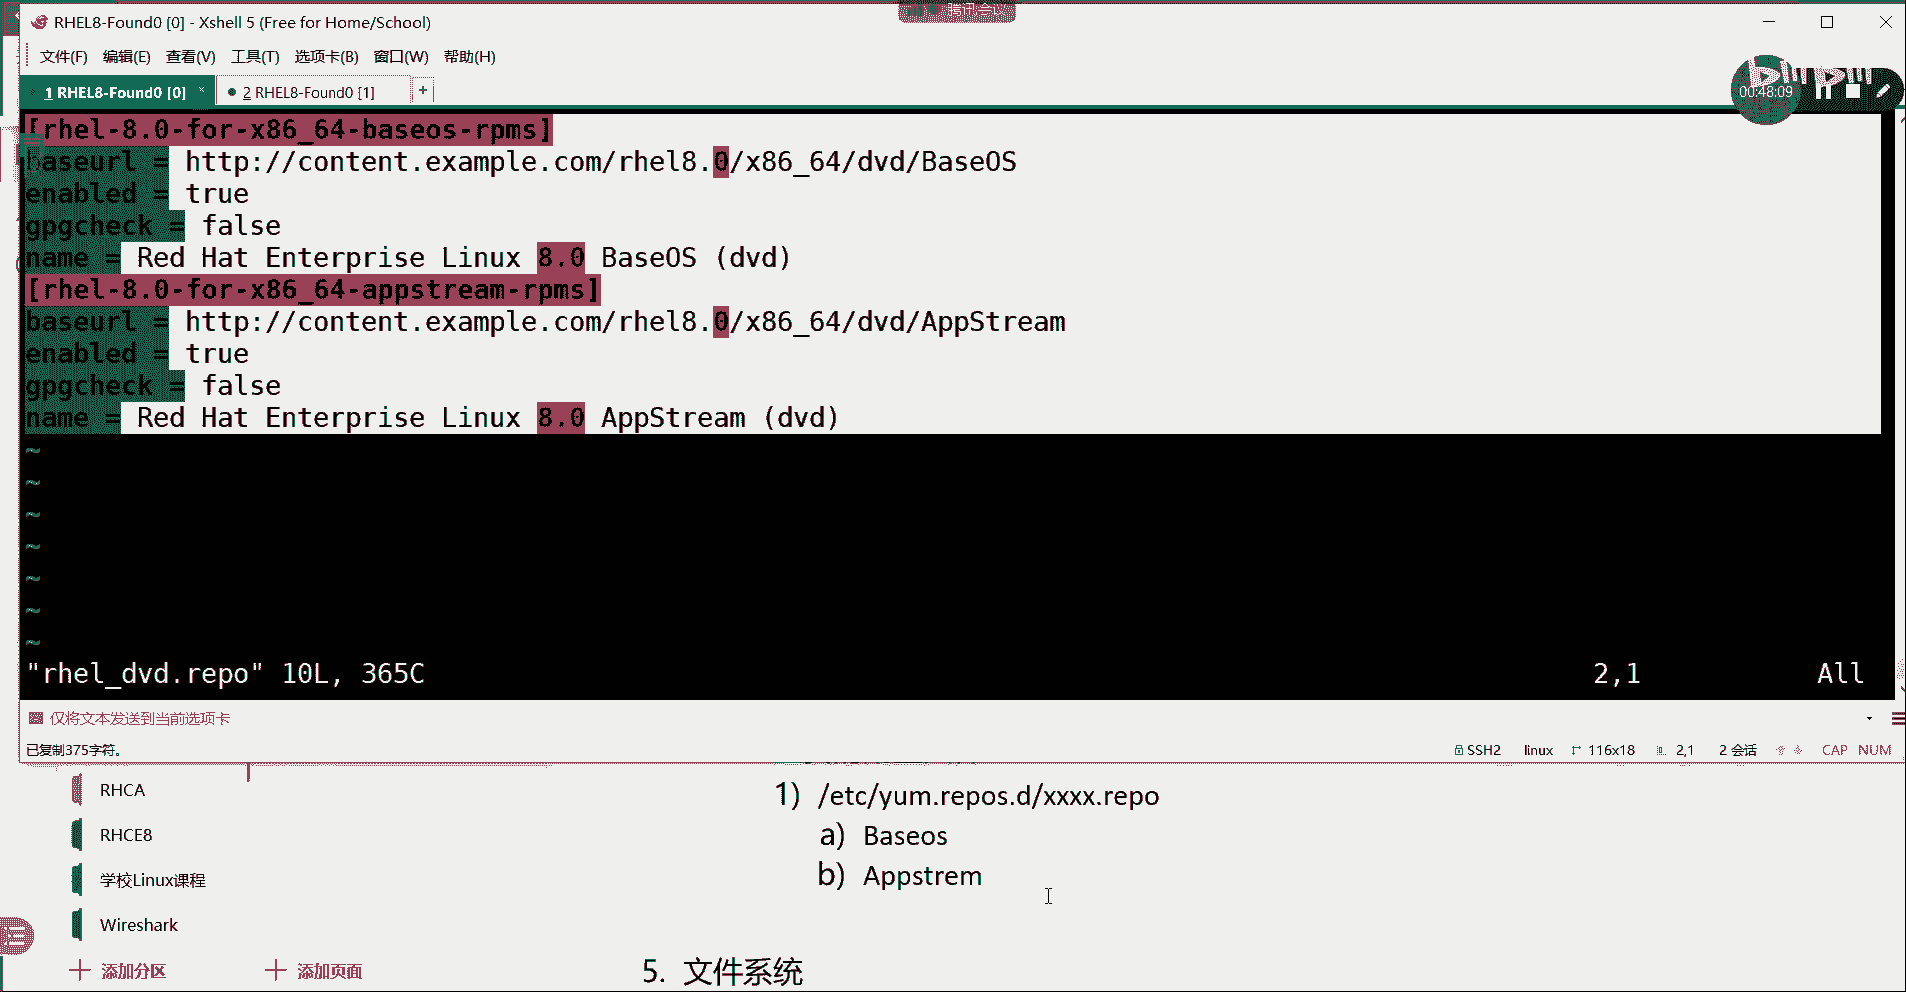 RHEL8-Found0 [0] - Xshell 5 (Free for Home/School)
腾讯会议
文件(F) 编辑(E) 查看(V) 工具(T) 选项卡(B) 窗口(W) 帮助(H)
1 RHEL8-Found0 [0] × 2 RHEL8-Found0 [1] +
00:48:09
[rhel-8.0-for-x86_64-baseos-rpms]
baseurl = http://content.example.com/rhel8.0/x86_64/dvd/BaseOS
enabled = true
gpgcheck = false
name = Red Hat Enterprise Linux 8.0 BaseOS (dvd)
[rhel-8.0-for-x86_64-appstream-rpms]
baseurl = http://content.example.com/rhel8.0/x86_64/dvd/AppStream
enabled = true
gpgcheck = false
name = Red Hat Enterprise Linux 8.0 AppStream (dvd)
~
~
~
~
~
~
~
"rhel_dvd.repo" 10L, 365C 2,1 All
仅将文本发送到当前选项卡
已复制375字符。 SSH2 linux 116x18 2,1 2 会话 CAP NUM
RHCA
RHCE8
学校Linux课程
Wireshark
添加分区 添加页面
1) /etc/yum.repos.d/xxxx.repo
a) Baseos
b) Appstrem
5. 文件系统